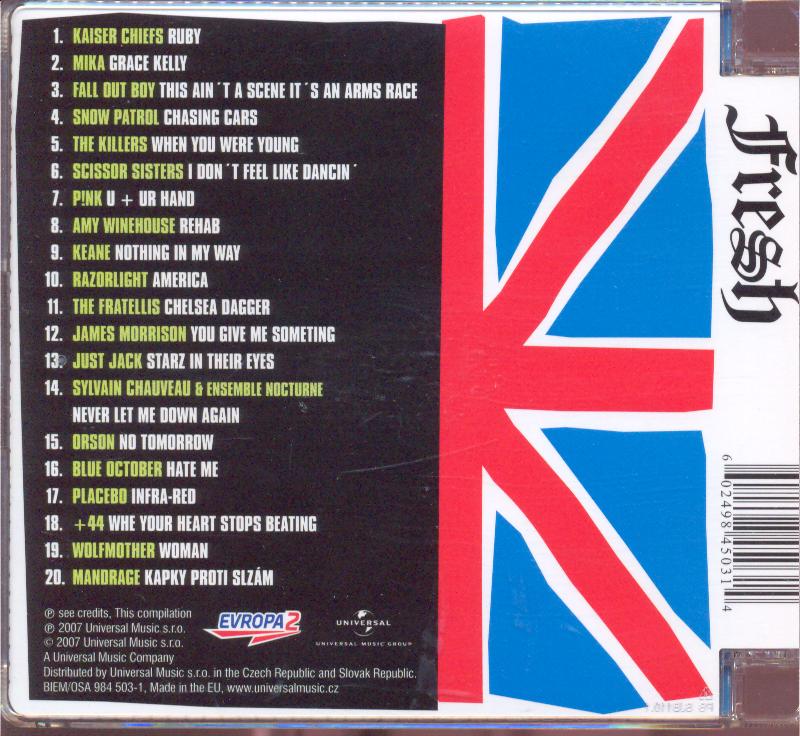 1. KAISER CHIEFS RUBY
2. MIKA GRACE KELLY
3. FALL OUT BOY THIS AIN´T A SCENE IT´S AN ARMS RACE
4. SNOW PATROL CHASING CARS
5. THE KILLERS WHEN YOU WERE YOUNG
6. SCISSOR SISTERS I DON´T FEEL LIKE DANCIN´
7. P!NK U + UR HAND
8. AMY WINEHOUSE REHAB
9. KEANE NOTHING IN MY WAY
10. RAZORLIGHT AMERICA
11. THE FRATELLIS CHELSEA DAGGER
12. JAMES MORRISON YOU GIVE ME SOMETING
13. JUST JACK STARZ IN THEIR EYES
14. SYLVAIN CHAUVEAU & ENSEMBLE NOCTURNE
NEVER LET ME DOWN AGAIN
15. ORSON NO TOMORROW
16. BLUE OCTOBER HATE ME
17. PLACEBO INFRA-RED
18. +44 WHE YOUR HEART STOPS BEATING
19. WOLFMOTHER WOMAN
20. MANDRAGE KAPKY PROTI SLZÁM
℗ see credits, This compilation
℗ 2007 Universal Music s.r.o.
© 2007 Universal Music s.r.o.
A Universal Music Company
Distributed by Universal Music s.r.o. in the Czech Republic and Slovak Republic.
BIEM/OSA 984 503-1, Made in the EU, www.universalmusic.cz
EVROPA 2
UNIVERSAL
UNIVERSAL MUSIC GROUP
Fresh
6 02498 45031 4